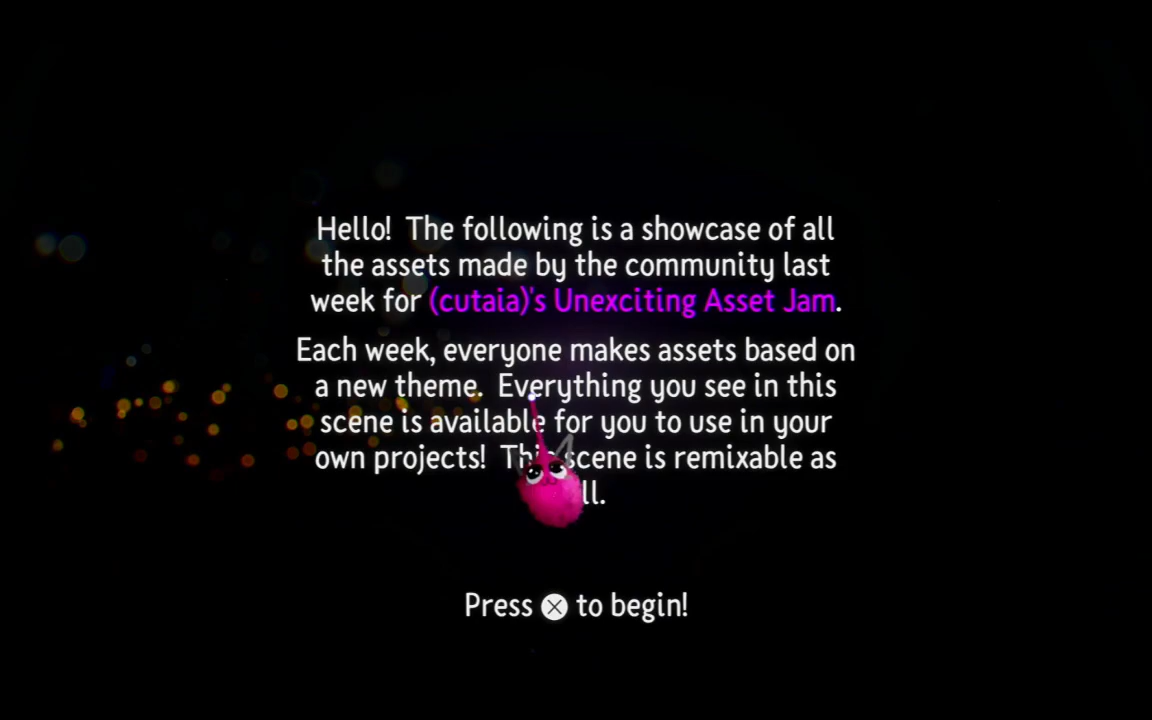 Hello! The following is a showcase of all
the assets made by the community last
week for (cutaia)'s Unexciting Asset Jam.
Each week, everyone makes assets based on
a new theme. Everything you see in this
scene is available for you to use in your
own projects! This scene is remixable as
ll.
Press ⓧ to begin!